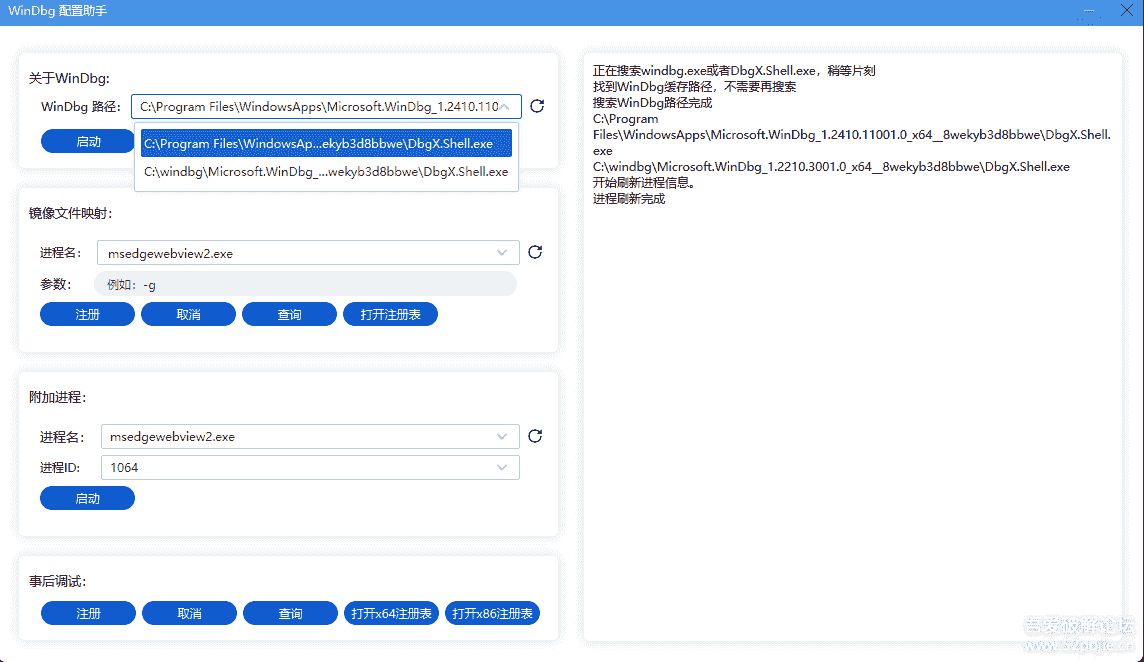 WinDbg 配置助手
关于WinDbg:
WinDbg 路径:
C:\Program Files\WindowsApps\Microsoft.WinDbg_1.2410.110
启动
C:\Program Files\WindowsAp...ekyb3d8bbwe\DbgX.Shell.exe
C:\windbg\Microsoft.WinDbg_...wekyb3d8bbwe\DbgX.Shell.exe
镜像文件映射:
进程名: msedgewebview2.exe
参数: 例如: -g
注册 取消 查询 打开注册表
附加进程:
进程名: msedgewebview2.exe
进程ID: 1064
启动
事后调试:
注册 取消 查询 打开x64注册表 打开x86注册表
正在搜索windbg.exe或者DbgX.Shell.exe，稍等片刻
找到WinDbg缓存路径，不需要再搜索
搜索WinDbg路径完成
C:\Program
Files\WindowsApps\Microsoft.WinDbg_1.2410.11001.0_x64__8wekyb3d8bbwe\DbgX.Shell.
exe
C:\windbg\Microsoft.WinDbg_1.2210.3001.0_x64__8wekyb3d8bbwe\DbgX.Shell.exe
开始刷新进程信息。
进程刷新完成
吾爱破解论坛
www.52pojie.cn